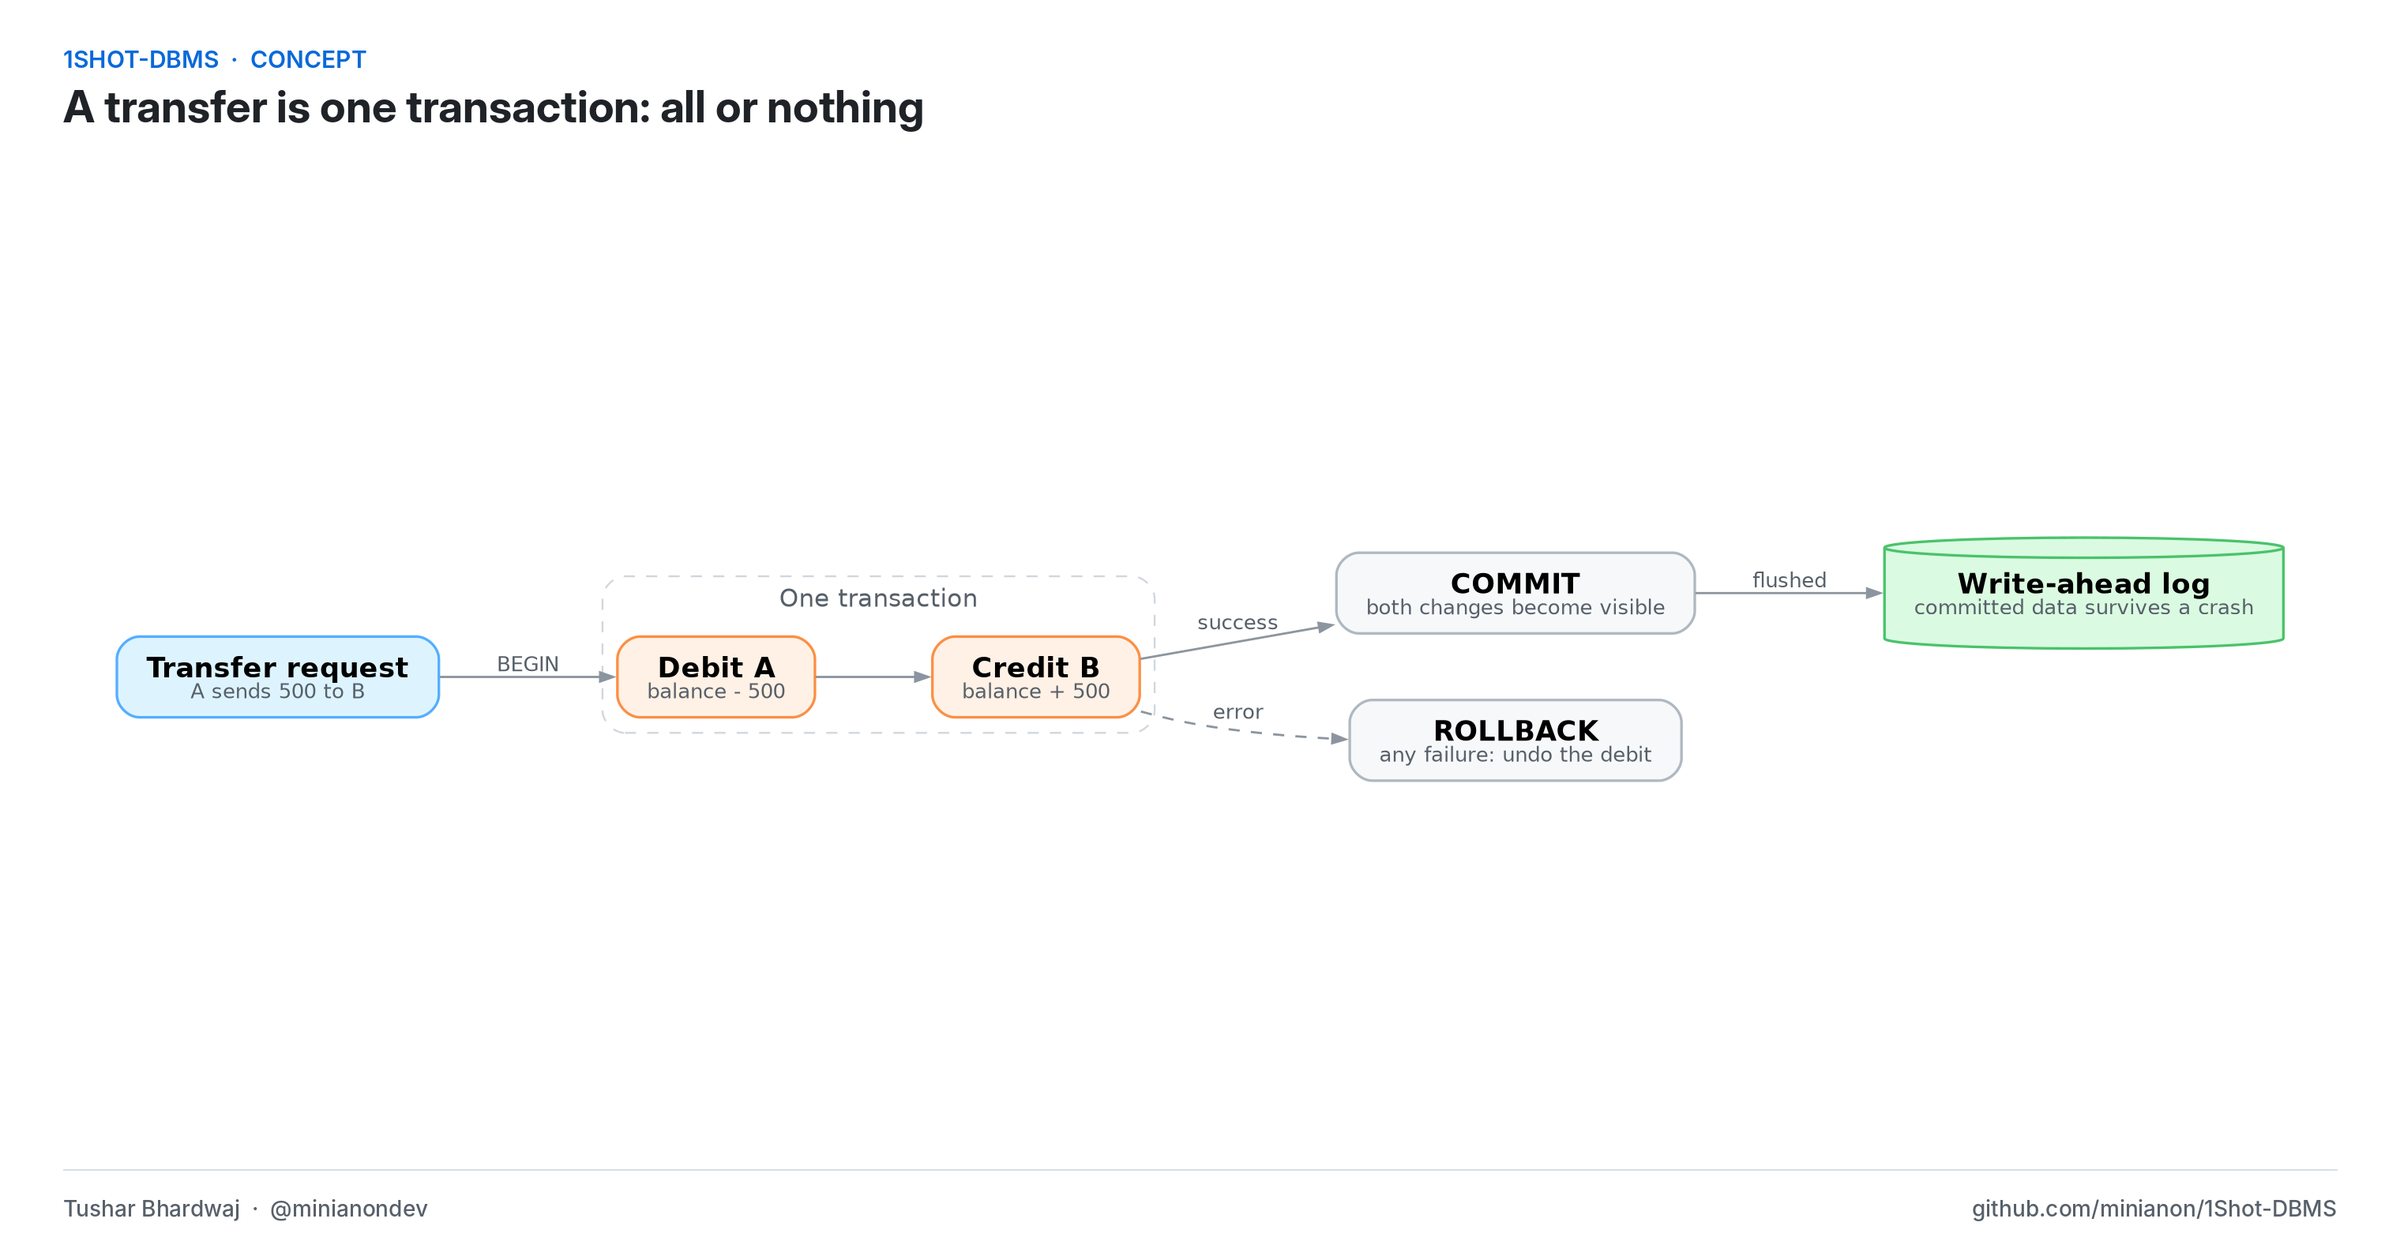 1SHOT-DBMS · CONCEPT
A transfer is one transaction: all or nothing
One transaction
Transfer request
A sends 500 to B
BEGIN
Debit A
balance - 500
Credit B
balance + 500
success
error
COMMIT
both changes become visible
ROLLBACK
any failure: undo the debit
flushed
Write-ahead log
committed data survives a crash
Tushar Bhardwaj · @minianondev
github.com/minianon/1Shot-DBMS